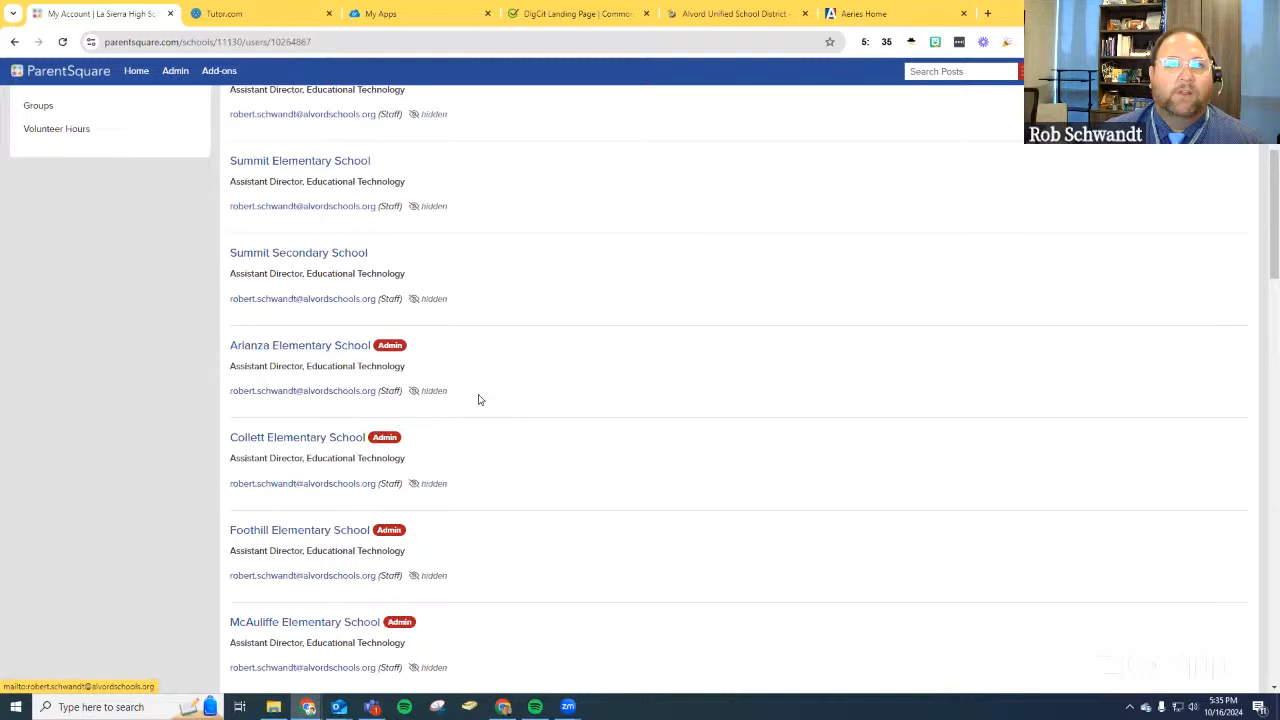 My Account | La Sierra High Sch
Tutor.com
My Apps
DigCit Landing Page | Common
Alvord Unified School District -
Aeries Home
parentsquare.com/schools/11130/users/10264867
5: 35
ParentSquare Home Admin Add-ons
Search Posts
Rob Schwandt
Groups
Volunteer Hours
Assistant Director, Educational Technology
robert.schwandt@alvordschools.org (Staff) hidden
Summit Elementary School
Assistant Director, Educational Technology
robert.schwandt@alvordschools.org (Staff) hidden
Summit Secondary School
Assistant Director, Educational Technology
robert.schwandt@alvordschools.org (Staff) hidden
Arlanza Elementary School Admin
Assistant Director, Educational Technology
robert.schwandt@alvordschools.org (Staff) hidden
Collett Elementary School Admin
Assistant Director, Educational Technology
robert.schwandt@alvordschools.org (Staff) hidden
Foothill Elementary School Admin
Assistant Director, Educational Technology
robert.schwandt@alvordschools.org (Staff) hidden
McAuliffe Elementary School Admin
Assistant Director, Educational Technology
robert.schwandt@alvordschools.org (Staff) hidden
mailto:robert.schwandt@alvordschools.org
Type here to search
zm
5:35 PM
10/16/2024